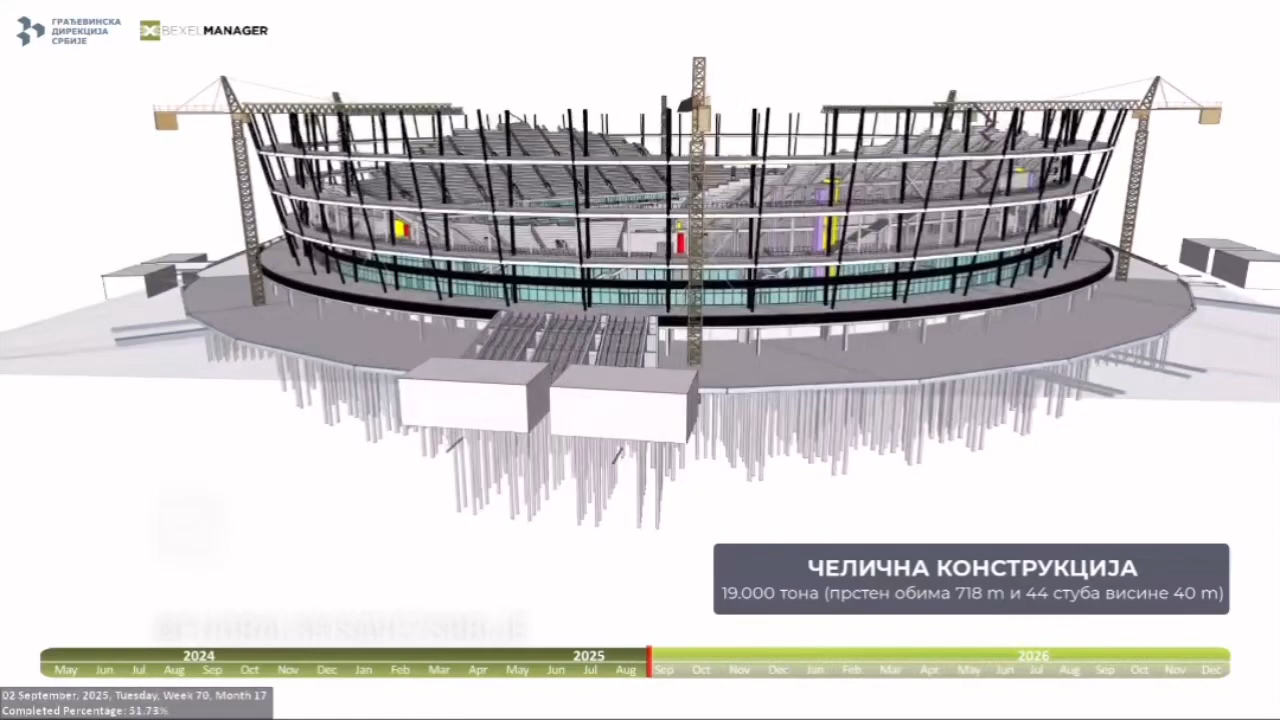 ГРАЂЕВИНСКА
ДИРЕКЦИЈА
СРБИЈЕ
BEXELMANAGER
ЧЕЛИЧНА КОНСТРУКЦИЈА
19.000 тона (прстен обима 718 m и 44 стуба висине 40 m)
2024 2025 2026
May Jun Jul Aug Sep Oct Nov Dec Jan Feb Mar Apr May Jun Jul Aug Sep Oct Nov Dec Jan Feb Mar Apr May Jun Jul Aug Sep Oct Nov Dec
02 September, 2025, Tuesday, Week 70, Month 17
Completed Percentage: 51.73%